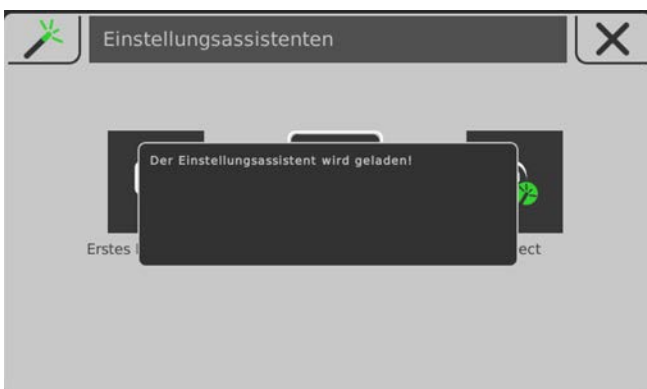 Einstellungsassistenten
Der Einstellungsassistent wird geladen!
Erstes
ect